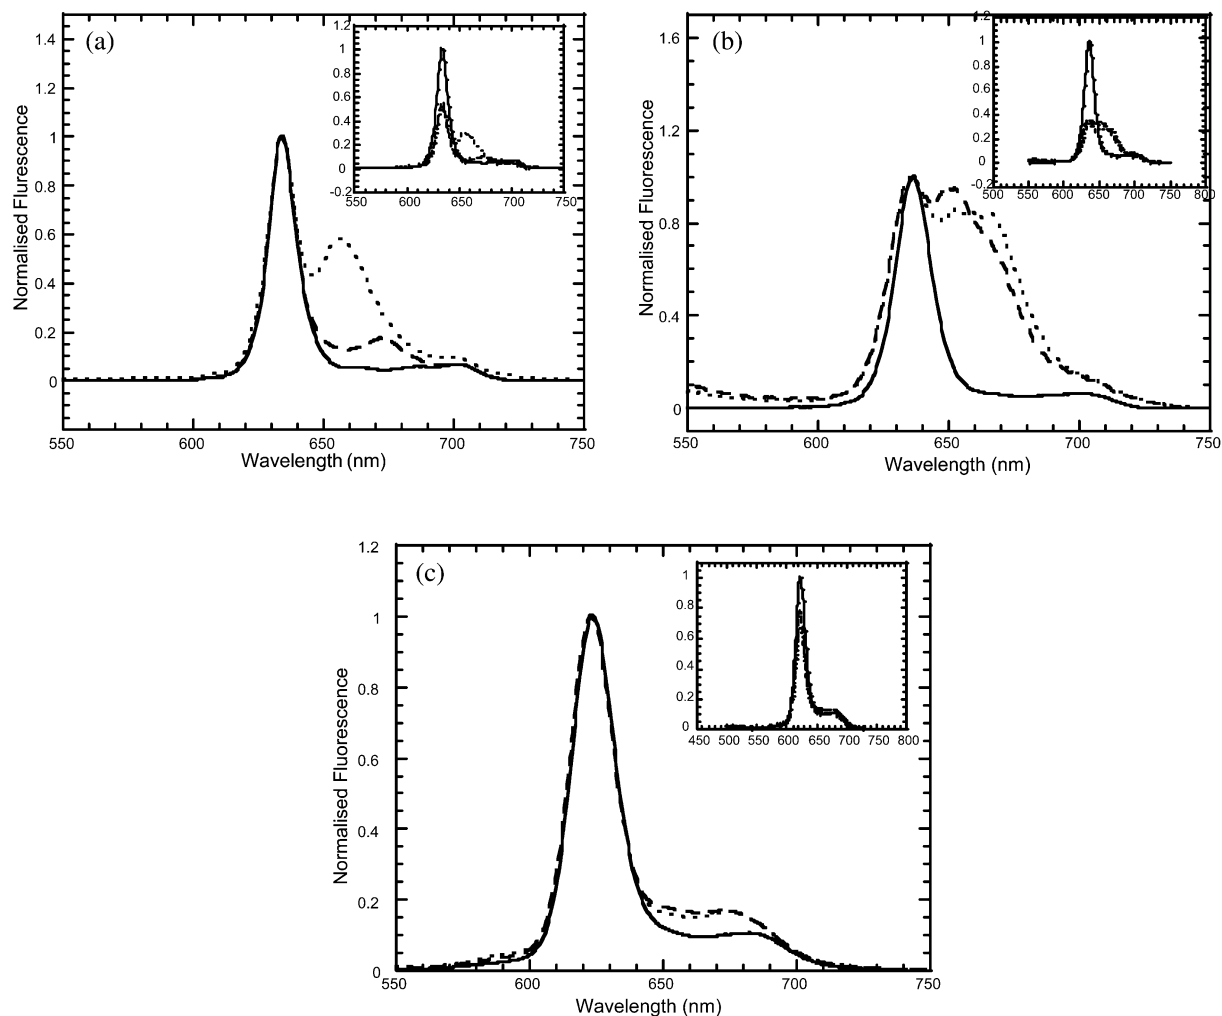 (a)
1.4
1.2
1
0.8
0.6
0.4
0.2
0
Normalised Flurescence
550 600 650 700 750
Wavelength (nm)
1.2
1
0.8
0.6
0.4
0.2
0
-0.2
550 600 650 700 750
(b)
1.6
1.2
0.8
0.4
0
Normalised Fluorescence
550 600 650 700 750
Wavelength (nm)
1.2
1
0.8
0.6
0.4
0.2
0
-0.2
500 550 600 650 700 750 800
(c)
1.2
1
0.8
0.6
0.4
0.2
0
Normalised Fluorescence
550 600 650 700 750
Wavelength (nm)
1
0.8
0.6
0.4
0.2
0
450 500 550 600 650 700 750 800